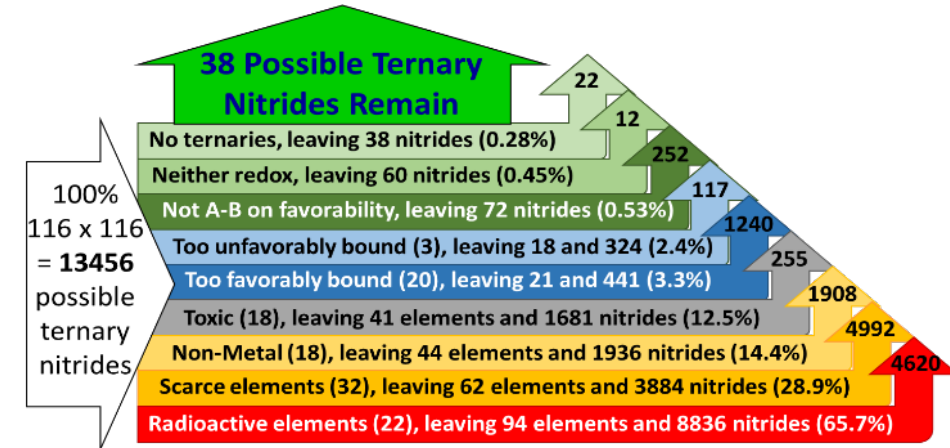 38 Possible Ternary
Nitrides Remain
22
No ternaries, leaving 38 nitrides (0.28%)
12
Neither redox, leaving 60 nitrides (0.45%)
252
Not A-B on favorability, leaving 72 nitrides (0.53%)
117
Too unfavorably bound (3), leaving 18 and 324 (2.4%)
1240
Too favorably bound (20), leaving 21 and 441 (3.3%)
255
Toxic (18), leaving 41 elements and 1681 nitrides (12.5%)
1908
Non-Metal (18), leaving 44 elements and 1936 nitrides (14.4%)
4992
Scarce elements (32), leaving 62 elements and 3884 nitrides (28.9%)
4620
Radioactive elements (22), leaving 94 elements and 8836 nitrides (65.7%)
100%
116 x 116
= 13456
possible
ternary
nitrides